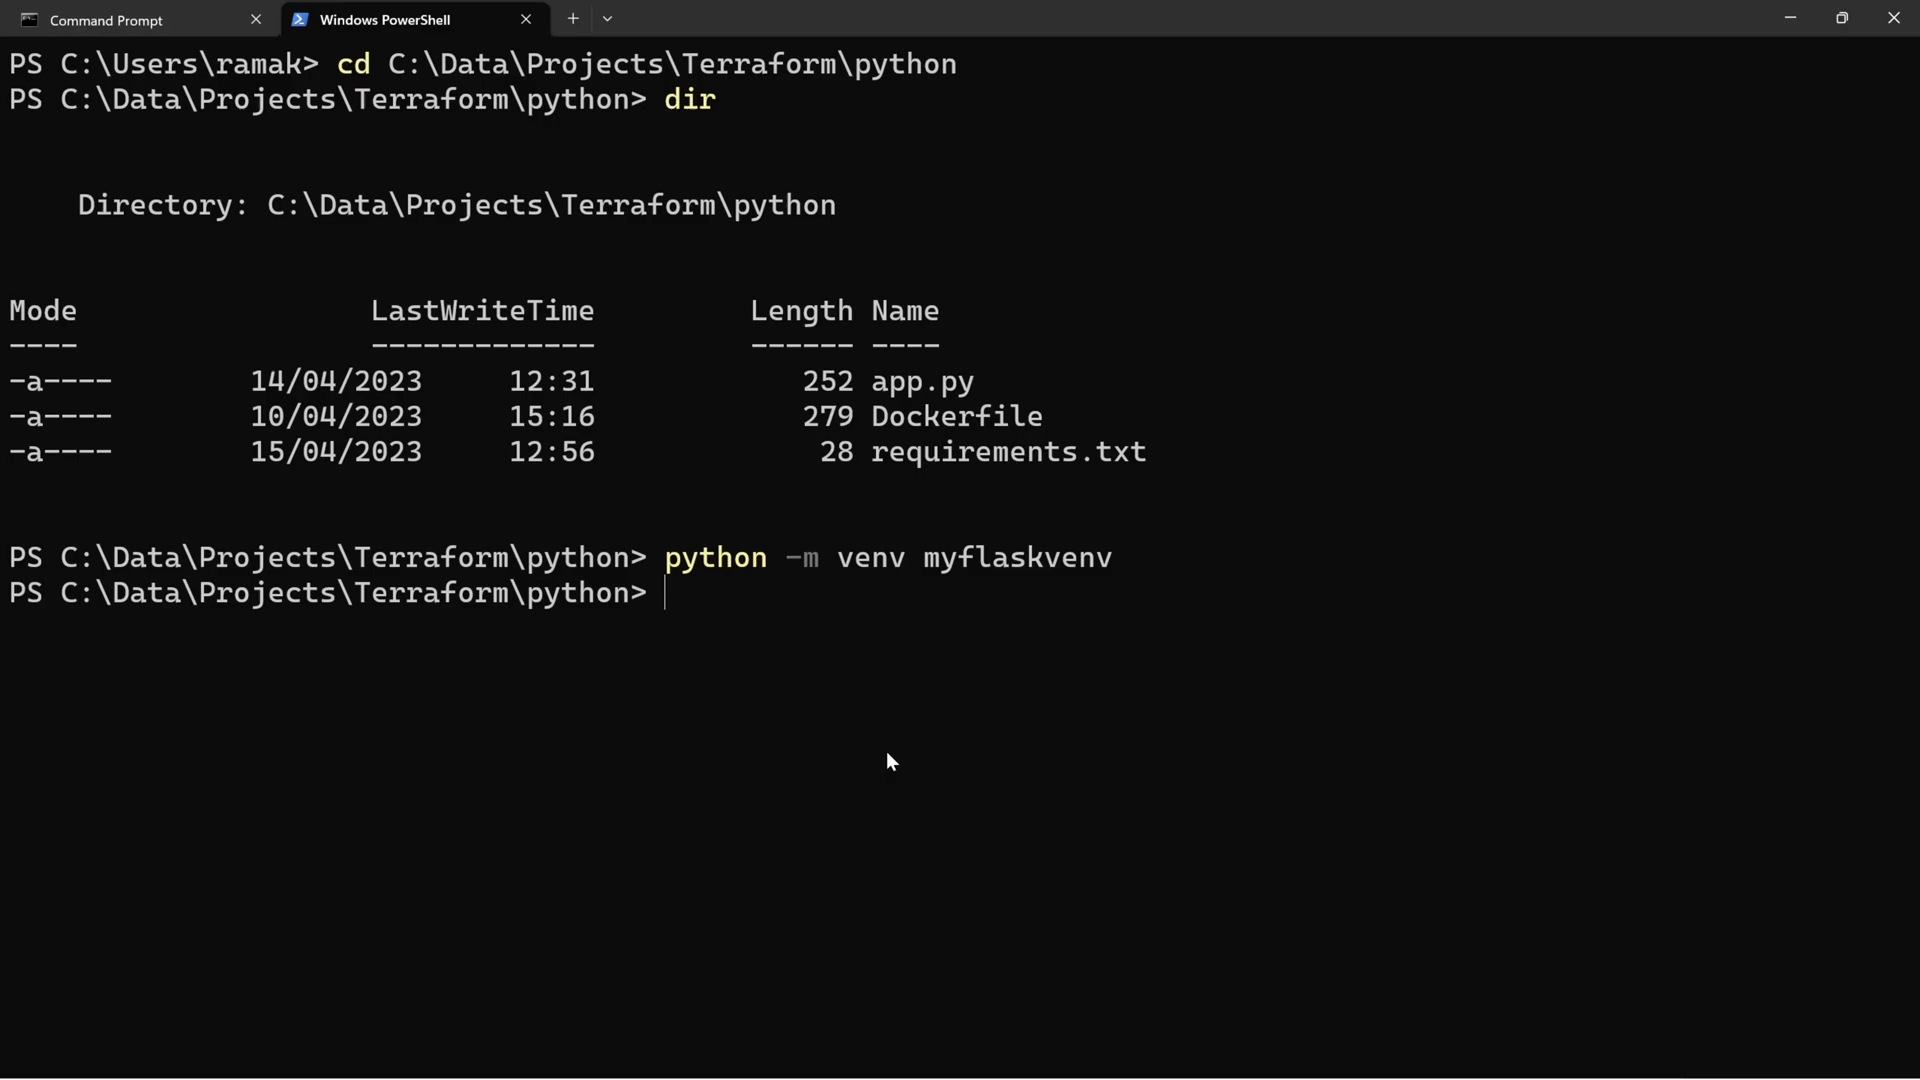 Command Prompt
Windows PowerShell
PS C:\Users\ramak> cd C:\Data\Projects\Terraform\python
PS C:\Data\Projects\Terraform\python> dir
Directory: C:\Data\Projects\Terraform\python
Mode LastWriteTime Length Name
---- ------------- ------ ----
-a---- 14/04/2023 12:31 252 app.py
-a---- 10/04/2023 15:16 279 Dockerfile
-a---- 15/04/2023 12:56 28 requirements.txt
PS C:\Data\Projects\Terraform\python> python -m venv myflaskvenv
PS C:\Data\Projects\Terraform\python>